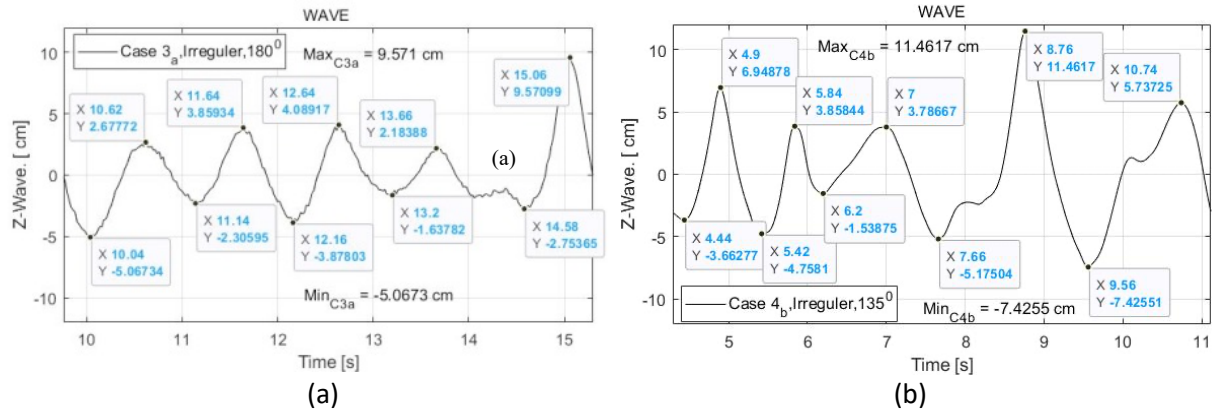 WAVE
Case 3a,Irreguler,180⁰
MaxC3a = 9.571 cm
X 15.06
Y 9.57099
X 10.62
Y 2.67772
X 11.64
Y 3.85934
X 12.64
Y 4.08917
X 13.66
Y 2.18388
(a)
X 10.04
Y -5.06734
X 11.14
Y -2.30595
X 12.16
Y -3.87803
X 13.2
Y -1.63782
X 14.58
Y -2.75365
MinC3a = -5.0673 cm
Z-Wave. [ cm]
10
5
0
-5
-10
10 11 12 13 14 15
Time [s]
(a)
WAVE
MaxC4b = 11.4617 cm
X 4.9
Y 6.94878
X 5.84
Y 3.85844
X 7
Y 3.78667
X 8.76
Y 11.4617
X 10.74
Y 5.73725
X 4.44
Y -3.66277
X 5.42
Y -4.7581
X 6.2
Y -1.53875
X 7.66
Y -5.17504
X 9.56
Y -7.42551
Case 4b,Irreguler,135⁰
MinC4b = -7.4255 cm
Z-Wave. [ cm]
10
5
0
-5
-10
5 6 7 8 9 10 11
Time [s]
(b)